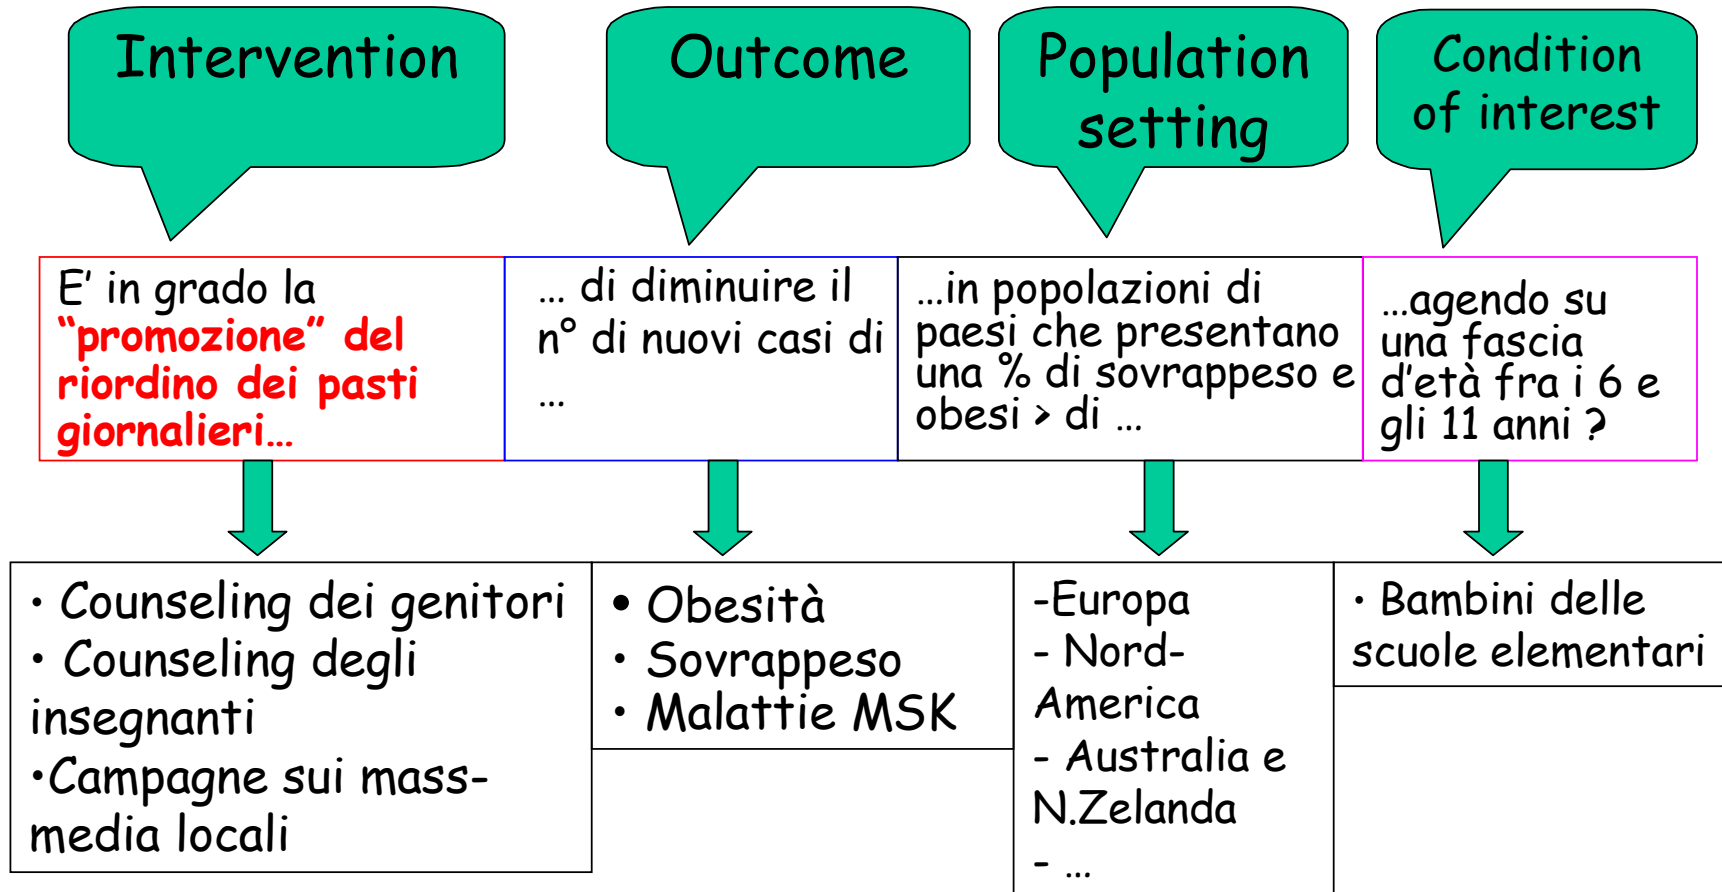 Intervention
Outcome
Population
setting
Condition
of interest
E' in grado la
“promozione” del
riordino dei pasti
giornalieri…
… di diminuire il
n° di nuovi casi di
…
…in popolazioni di
paesi che presentano
una % di sovrappeso e
obesi > di …
…agendo su
una fascia
d'età fra i 6 e
gli 11 anni ?
• Counseling dei genitori
• Counseling degli
insegnanti
•Campagne sui mass-
media locali
• Obesità
• Sovrappeso
• Malattie MSK
-Europa
- Nord-
America
- Australia e
N.Zelanda
- …
• Bambini delle
scuole elementari